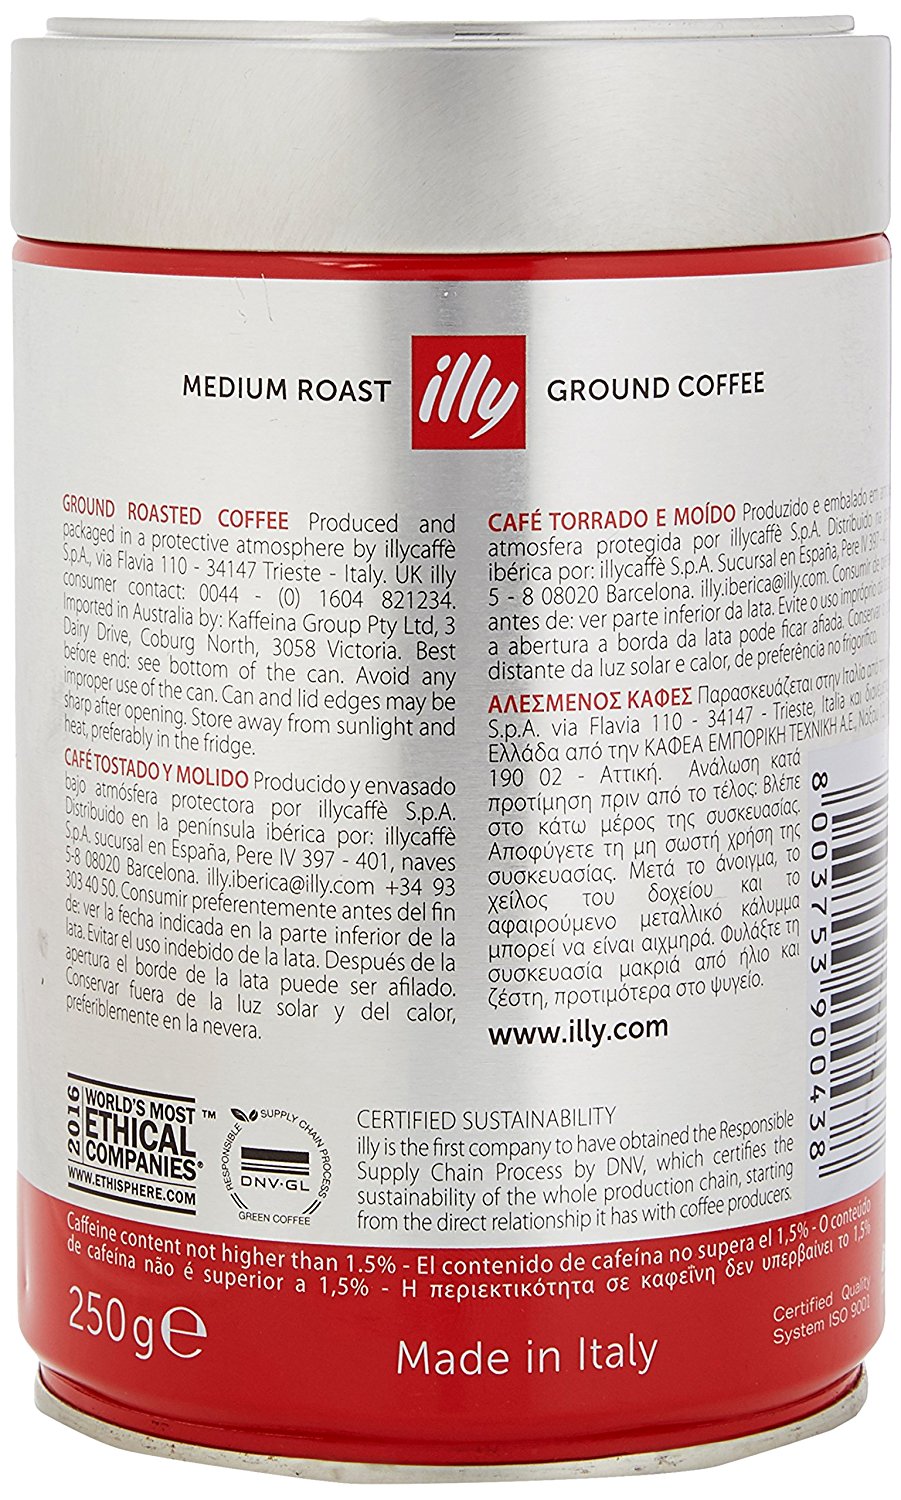 MEDIUM ROAST illy GROUND COFFEE
GROUND ROASTED COFFEE Produced and
packaged in a protective atmosphere by illycaffè
S.p.A., via Flavia 110 - 34147 Trieste - Italy. UK illy
consumer contact: 0044 - (0) 1604 821234.
Imported in Australia by: Kaffeina Group Pty Ltd, 3
Dairy Drive, Coburg North, 3058 Victoria. Best
before end: see bottom of the can. Avoid any
improper use of the can. Can and lid edges may be
sharp after opening. Store away from sunlight and
heat, preferably in the fridge.
CAFÉ TOSTADO Y MOLIDO Producido y envasado
bajo atmósfera protectora por illycaffè S.p.A.
Distribuido en la península ibérica por: illycaffè
S.p.A. sucursal en España, Pere IV 397 - 401, naves
5-8 08020 Barcelona. illy.iberica@illy.com +34 93
303 40 50. Consumir preferentemente antes del fin
de: ver la fecha indicada en la parte inferior de la
lata. Evitar el uso indebido de la lata. Después de la
apertura el borde de la lata puede ser afilado.
Conservar fuera de la luz solar y del calor,
preferiblemente en la nevera.
CAFÉ TORRADO E MOÍDO Produzido e embalado em
atmosfera protegida por illycaffè S.p.A. Distribuido na
ibérica por: illycaffè S.p.A. Sucursal en España, Pere IV 397
5 - 8 08020 Barcelona. illy.iberica@illy.com. Consumir de
antes de: ver parte inferior da lata. Evite o uso impróprio
a abertura a borda da lata pode ficar afiada. Conservar
distante da luz solar e calor, de preferência no frigorífico.
ΑΛΕΣΜΕΝΟΣ ΚΑΦΕΣ Παρασκευάζεται στην Ιταλία από
S.p.A. via Flavia 110 - 34147 - Trieste, Italia και
Ελλάδα από την ΚΑΦΕΑ ΕΜΠΟΡΙΚΗ ΤΕΧΝΙΚΗ Α.Ε.,
190 02 - Αττική. Ανάλωση κατά
προτίμηση πριν από το τέλος: Βλέπε
στο κάτω μέρος της συσκευασίας.
Αποφύγετε τη μη σωστή χρήση της
συσκευασίας. Μετά το άνοιγμα, το
χείλος του δοχείου και το
αφαιρούμενο μεταλλικό κάλυμμα
μπορεί να είναι αιχμηρά. Φυλάξτε τη
συσκευασία μακριά από ήλιο και
ζέστη, προτιμότερα στο ψυγείο.
www.illy.com
8 003753 900438
2016 WORLD'S MOST ETHICAL COMPANIES® ™
WWW.ETHISPHERE.COM
RESPONSIBLE SUPPLY CHAIN PROCESS
DNV·GL
GREEN COFFEE
CERTIFIED SUSTAINABILITY
illy is the first company to have obtained the Responsible
Supply Chain Process by DNV, which certifies the
sustainability of the whole production chain, starting
from the direct relationship it has with coffee producers.
Caffeine content not higher than 1.5% - El contenido de cafeína no supera el 1,5% - O conteúdo
de cafeína não é superior a 1,5% - Η περιεκτικότητα σε καφεΐνη δεν υπερβαίνει το 1,5%
250 g e
Made in Italy
Certified Quality
System ISO 9001